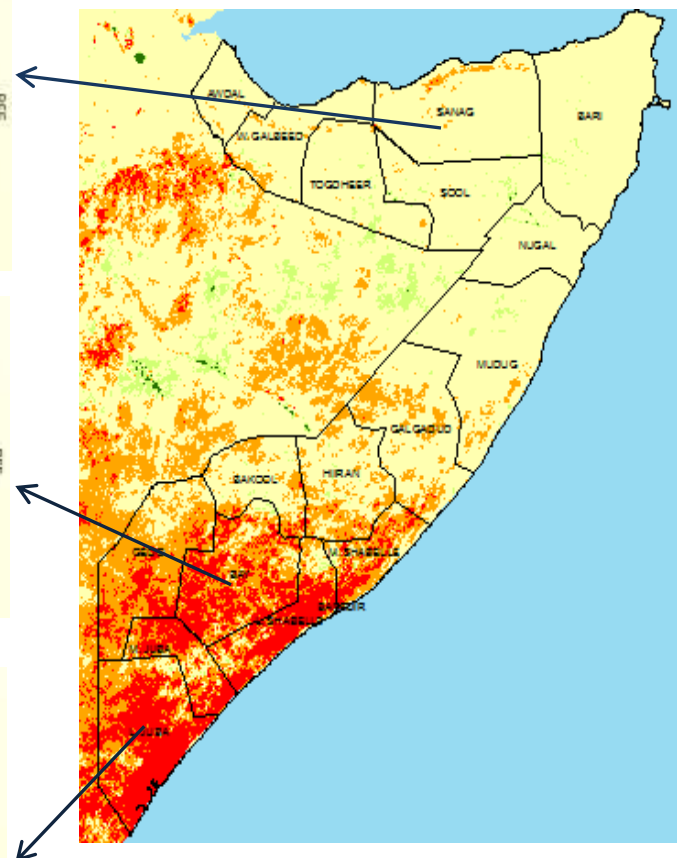 AWDAL
SANAG
BARI
W. GALBEED
TOGDHEER
SOOL
NUGAL
MUDUG
GALGADUD
BAKOOL
HIRAN
GEDO
M. SHABELLE
BAY
BANADIR
L. SHABELLE
M. JUBA
L. JUBA